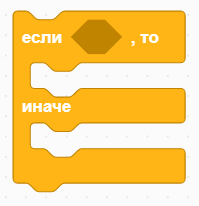 если , то
иначе